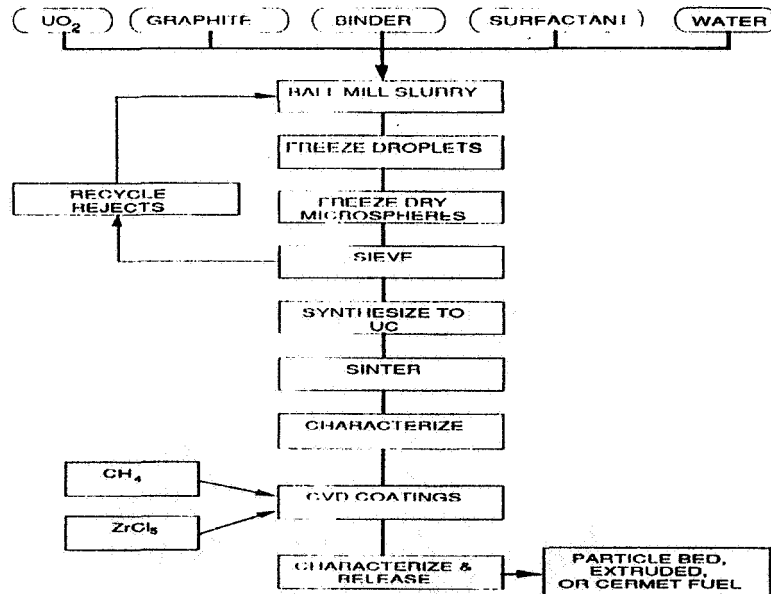 UO2
GRAPHITE
BINDER
SURFACTANT
WATER
BALL MILL SLURRY
FREEZE DROPLETS
RECYCLE
REJECTS
FREEZE DRY
MICROSPHERES
SIEVE
SYNTHESIZE TO
UC
SINTER
CHARACTERIZE
CH4
CVD COATINGS
ZrCl5
CHARACTERIZE &
RELEASE
PARTICLE BED,
EXTRUDED,
OR CERMET FUEL